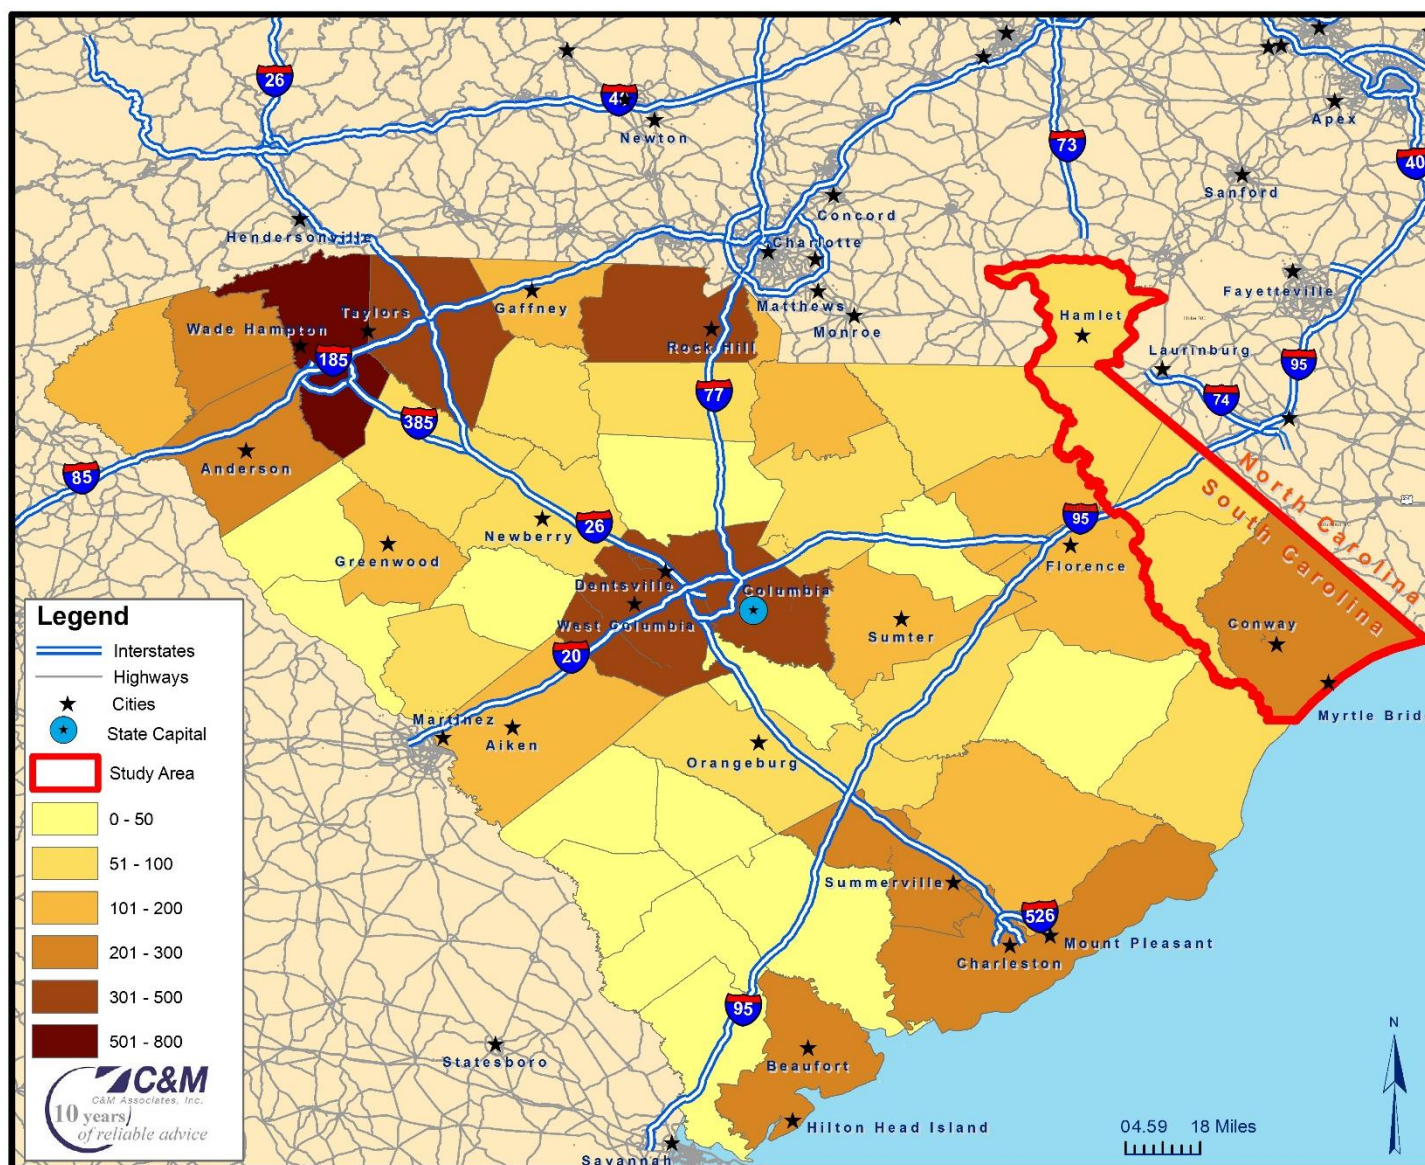 26
40
Newton
73
Apex
40
Sanford
Concord
Hendersonville
Charlotte
Fayetteville
Matthews
Monroe
Gaffney
Taylors
Wade Hampton
Rock Hill
Hamlet
Laurinburg
185
95
77
74
385
Anderson
85
North Carolina
South Carolina
26
95
Newberry
Greenwood
Florence
Dentsville
Columbia
West Columbia
Sumter
Conway
20
Myrtle Brid
Martinez
Aiken
Orangeburg
Summerville
526
Mount Pleasant
Charleston
95
Statesboro
Beaufort
Hilton Head Island
Savannah
Legend
Interstates
Highways
Cities
State Capital
Study Area
0 - 50
51 - 100
101 - 200
201 - 300
301 - 500
501 - 800
C&M
C&M Associates, Inc.
10 years
of reliable advice
N
04.59 18 Miles